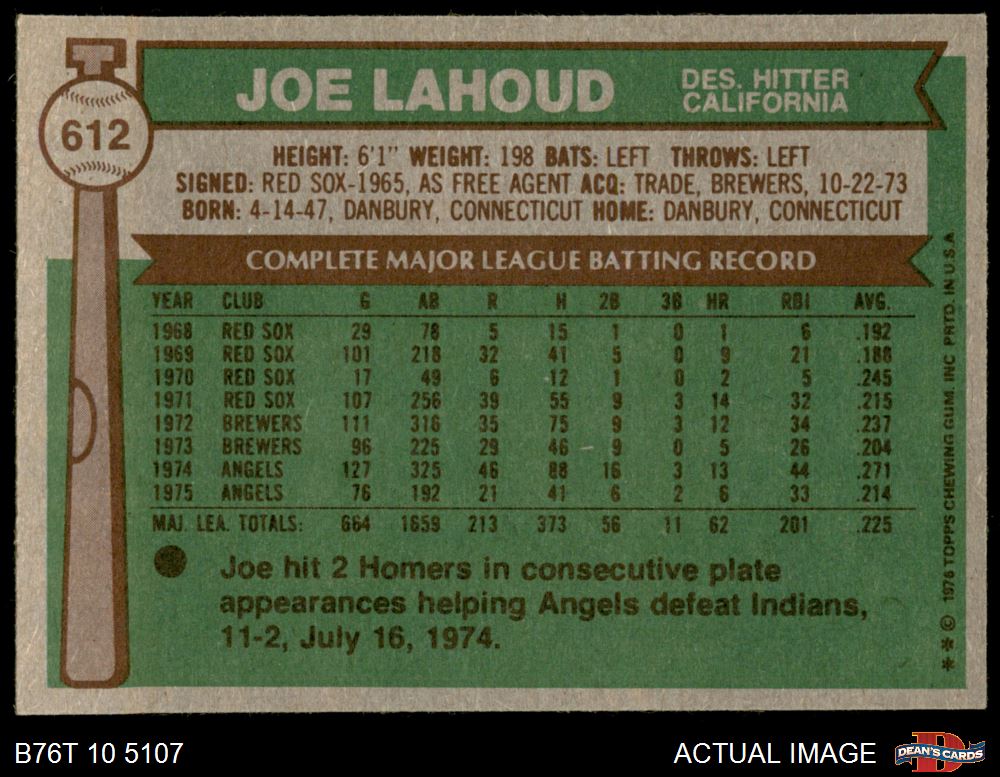 612
JOE LAHOUD
DES. HITTER
CALIFORNIA
HEIGHT: 6'1" WEIGHT: 198 BATS: LEFT THROWS: LEFT
SIGNED: RED SOX-1965, AS FREE AGENT ACQ: TRADE, BREWERS, 10-22-73
BORN: 4-14-47, DANBURY, CONNECTICUT HOME: DANBURY, CONNECTICUT
COMPLETE MAJOR LEAGUE BATTING RECORD
YEAR CLUB G AB R H 2B 3B HR RBI AVG.
1968 RED SOX 29 78 5 15 1 0 1 6 .192
1969 RED SOX 101 218 32 41 5 0 9 21 .188
1970 RED SOX 17 49 6 12 1 0 2 5 .245
1971 RED SOX 107 256 39 55 9 3 14 32 .215
1972 BREWERS 111 316 35 75 9 3 12 34 .237
1973 BREWERS 96 225 29 46 9 0 5 26 .204
1974 ANGELS 127 325 46 88 16 3 13 44 .271
1975 ANGELS 76 192 21 41 6 2 6 33 .214
MAJ. LEA. TOTALS: 664 1659 213 373 56 11 62 201 .225
Joe hit 2 Homers in consecutive plate
appearances helping Angels defeat Indians,
11-2, July 16, 1974.
** © 1976 TOPPS CHEWING GUM, INC PRTD. IN U.S.A.
B76T 10 5107
ACTUAL IMAGE
D
DEAN'S CARDS